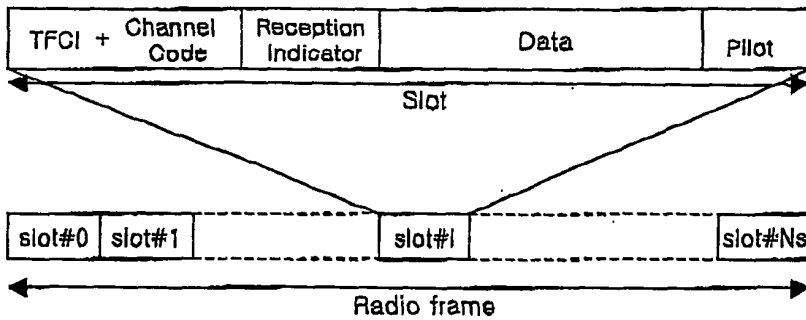 TFCI + Channel Code
Reception Indicator
Data
Pilot
Slot
slot#0
slot#1
slot#i
slot#Ns
Radio frame